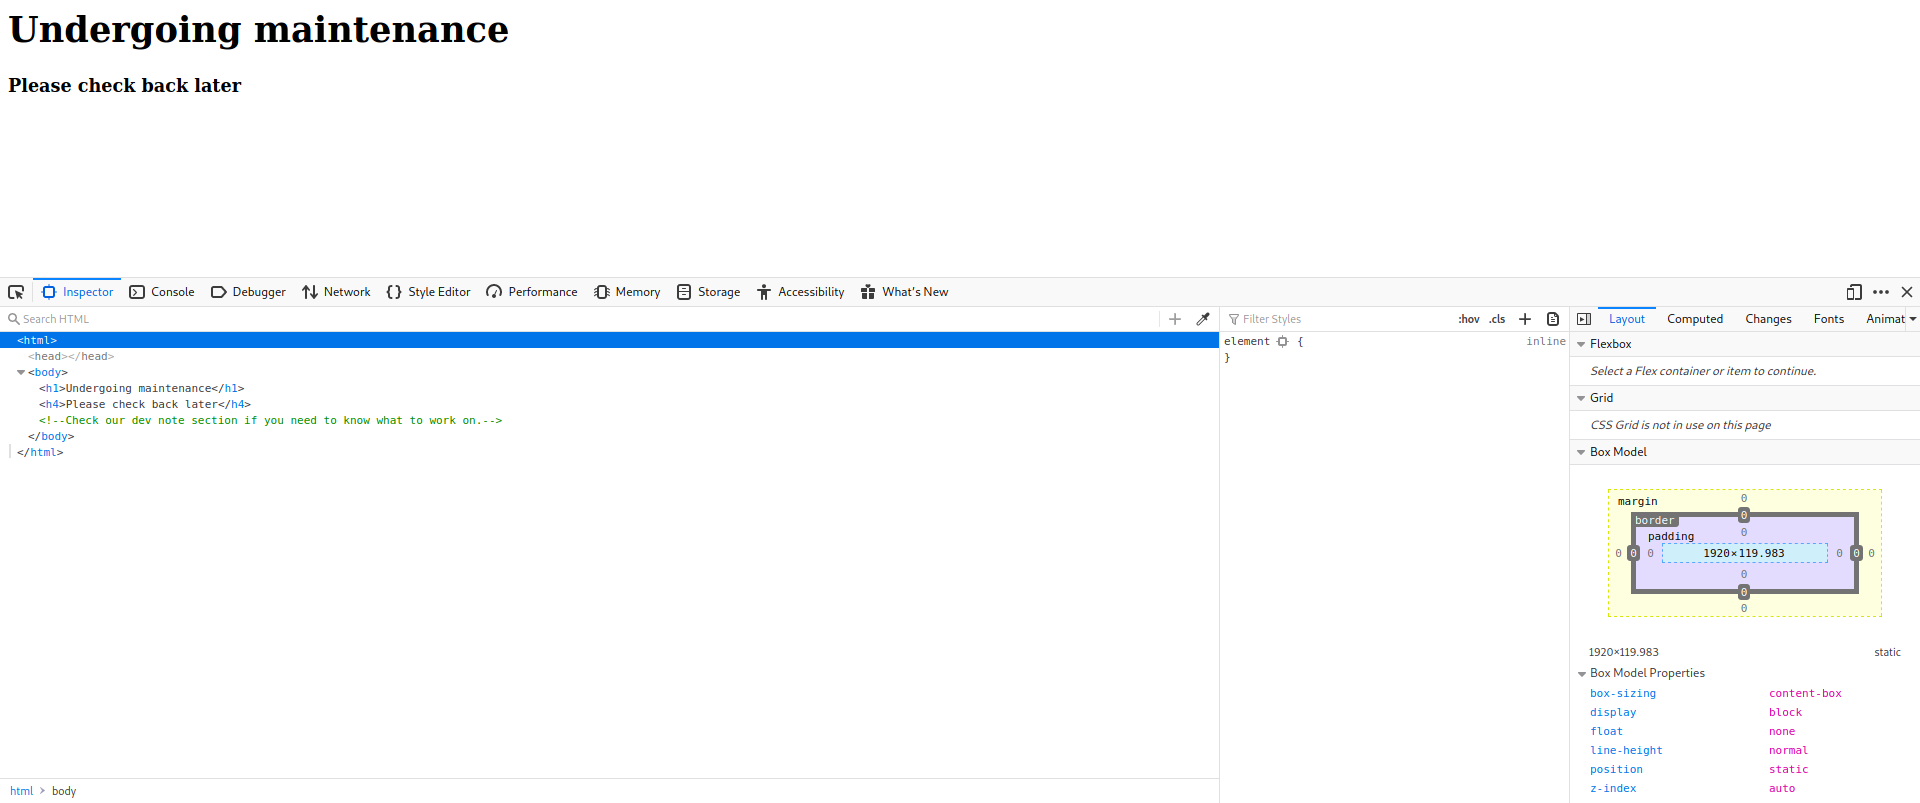 Undergoing maintenance
Please check back later
Inspector Console Debugger Network Style Editor Performance Memory Storage Accessibility What's New
Search HTML
<html>
<head></head>
<body>
<h1>Undergoing maintenance</h1>
<h4>Please check back later</h4>
<!--Check our dev note section if you need to know what to work on.-->
</body>
</html>
html > body
Filter Styles :hov .cls +
element { inline
}
Layout Computed Changes Fonts Animat
Flexbox
Select a Flex container or item to continue.
Grid
CSS Grid is not in use on this page
Box Model
margin 0
border 0
padding 0
0 0 0 1920×119.983 0 0 0
0
0
0
1920×119.983 static
Box Model Properties
box-sizing content-box
display block
float none
line-height normal
position static
z-index auto